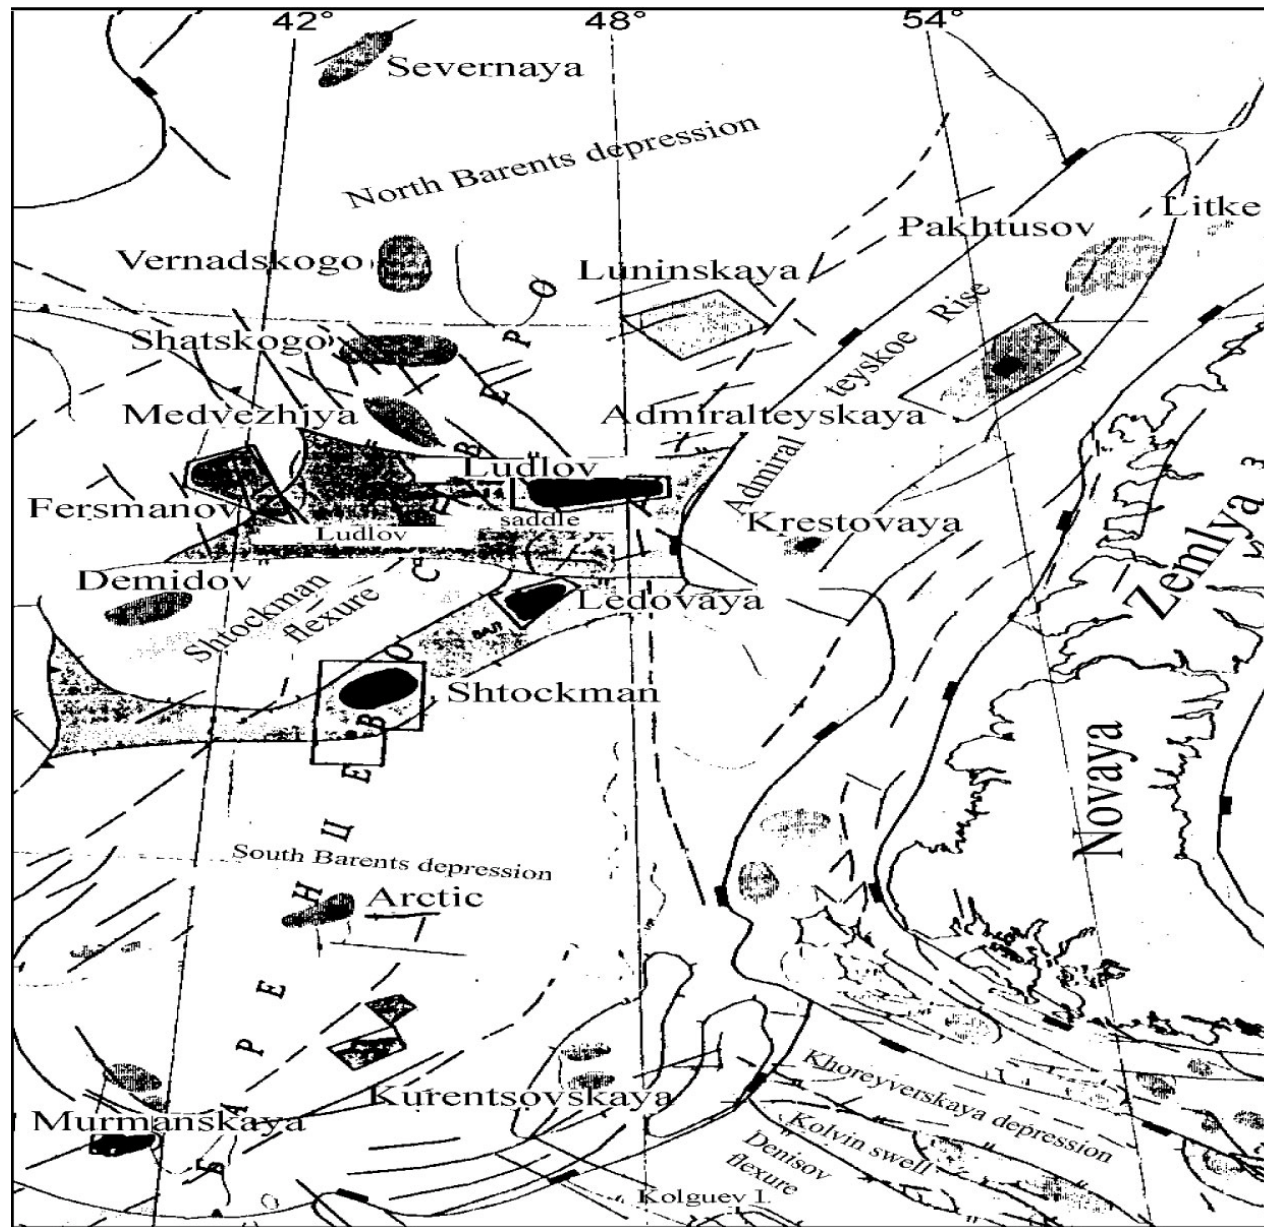 42° 48° 54°
Severnaya
North Barents depression
Litke
Pakhtusov
Vernadskogo
Luninskaya
Shatskogo
Admiral teyskoe Rise
Medvezhjya
Admiralteyskaya
Ludlov
Fersmanov
saddle
Ludlov
Krestovaya
Demidov
Shtockman
flexure
Ledovaya
ВАЛ
Shtockman
Novaya
Zemlya
South Barents depression
Arctic
Kurentsovskaya
Murmanskaya
Khoreyverskaya depression
Kolvin swell
Denisov
flexure
Kolguev I.